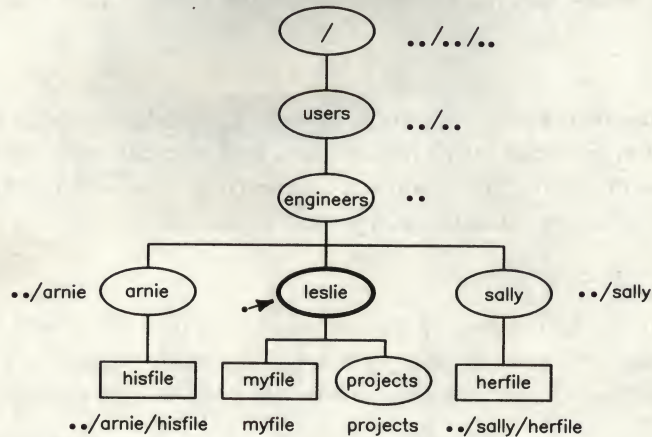 / ../../..
users ../..
engineers ..
../arnie arnie . leslie sally ../sally
hisfile myfile projects herfile
../arnie/hisfile myfile projects ../sally/herfile